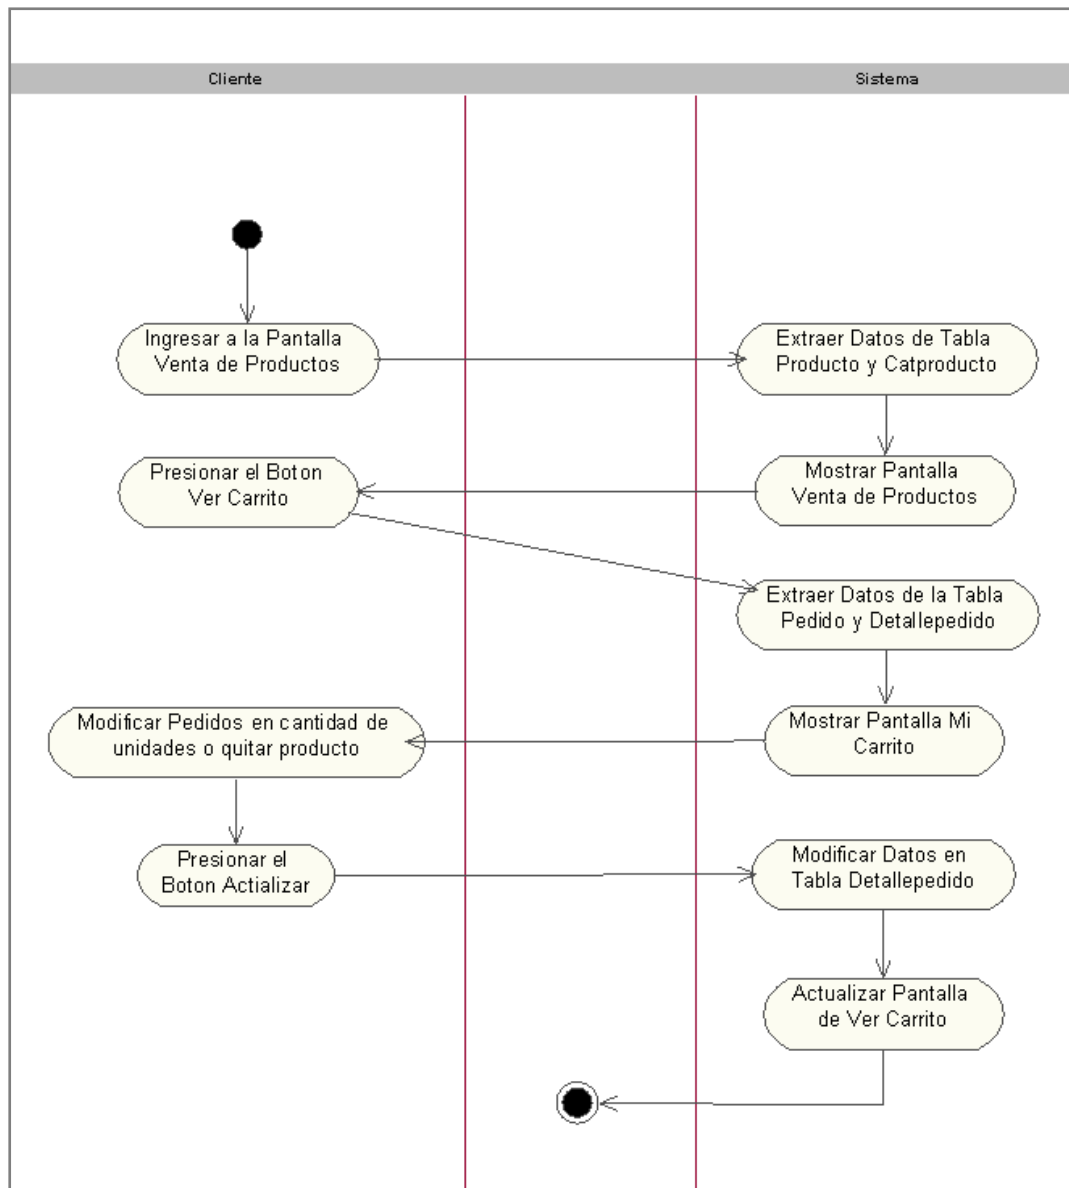 Cliente
Sistema
Ingresar a la Pantalla
Venta de Productos
Extraer Datos de Tabla
Producto y Catproducto
Presionar el Boton
Ver Carrito
Mostrar Pantalla
Venta de Productos
Extraer Datos de la Tabla
Pedido y Detallepedido
Modificar Pedidos en cantidad de
unidades o quitar producto
Mostrar Pantalla Mi
Carrito
Presionar el
Boton Actializar
Modificar Datos en
Tabla Detallepedido
Actualizar Pantalla
de Ver Carrito